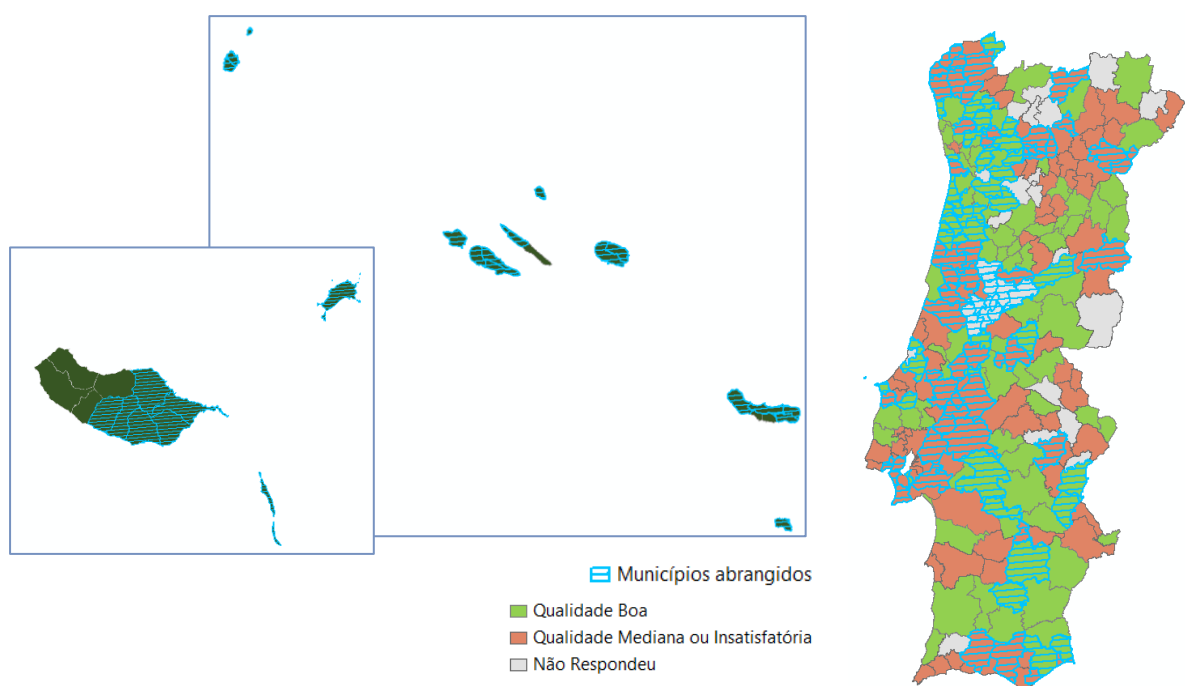 Municípios abrangidos
Qualidade Boa
Qualidade Mediana ou Insatisfatória
Não Respondeu